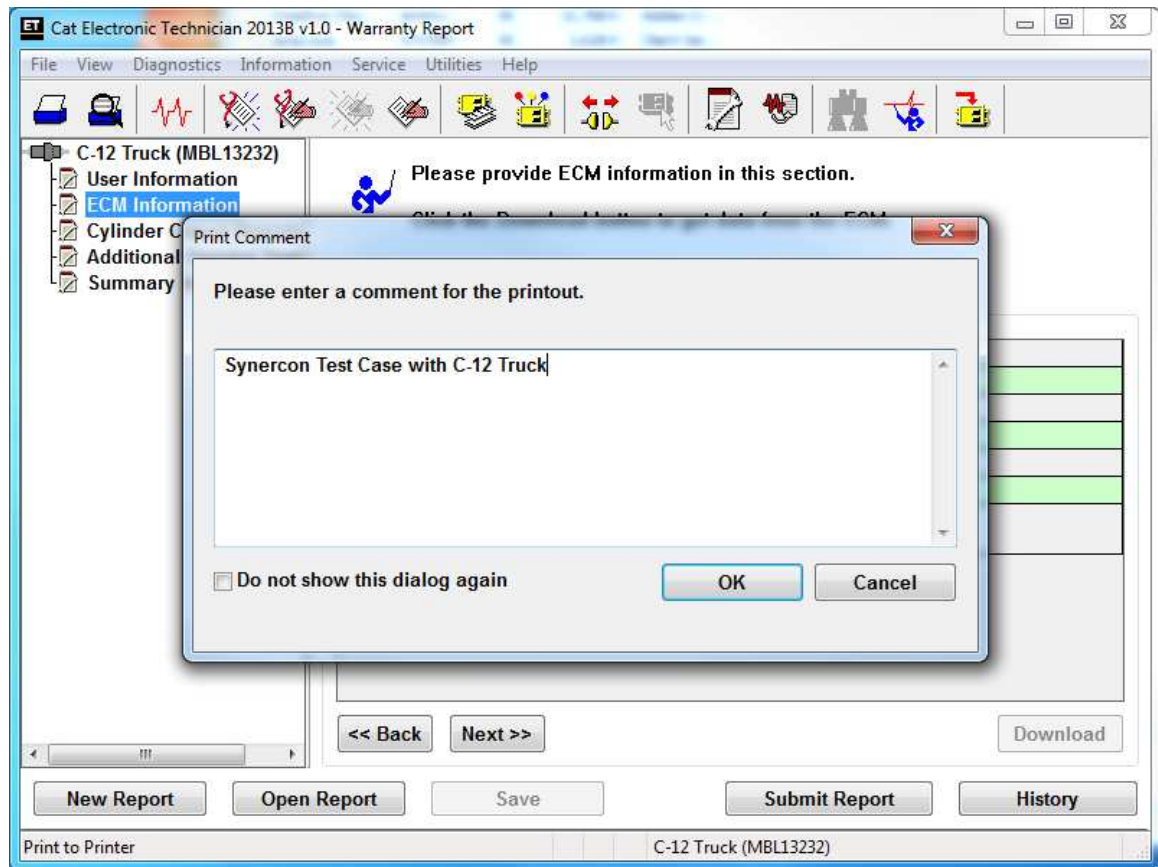 ET Cat Electronic Technician 2013B v1.0 - Warranty Report
File View Diagnostics Information Service Utilities Help
C-12 Truck (MBL13232)
User Information
ECM Information
Cylinder C
Additional
Summary
Please provide ECM information in this section.
Print Comment
Please enter a comment for the printout.
Synercon Test Case with C-12 Truck
Do not show this dialog again
OK Cancel
<< Back Next >> Download
New Report Open Report Save Submit Report History
Print to Printer C-12 Truck (MBL13232)